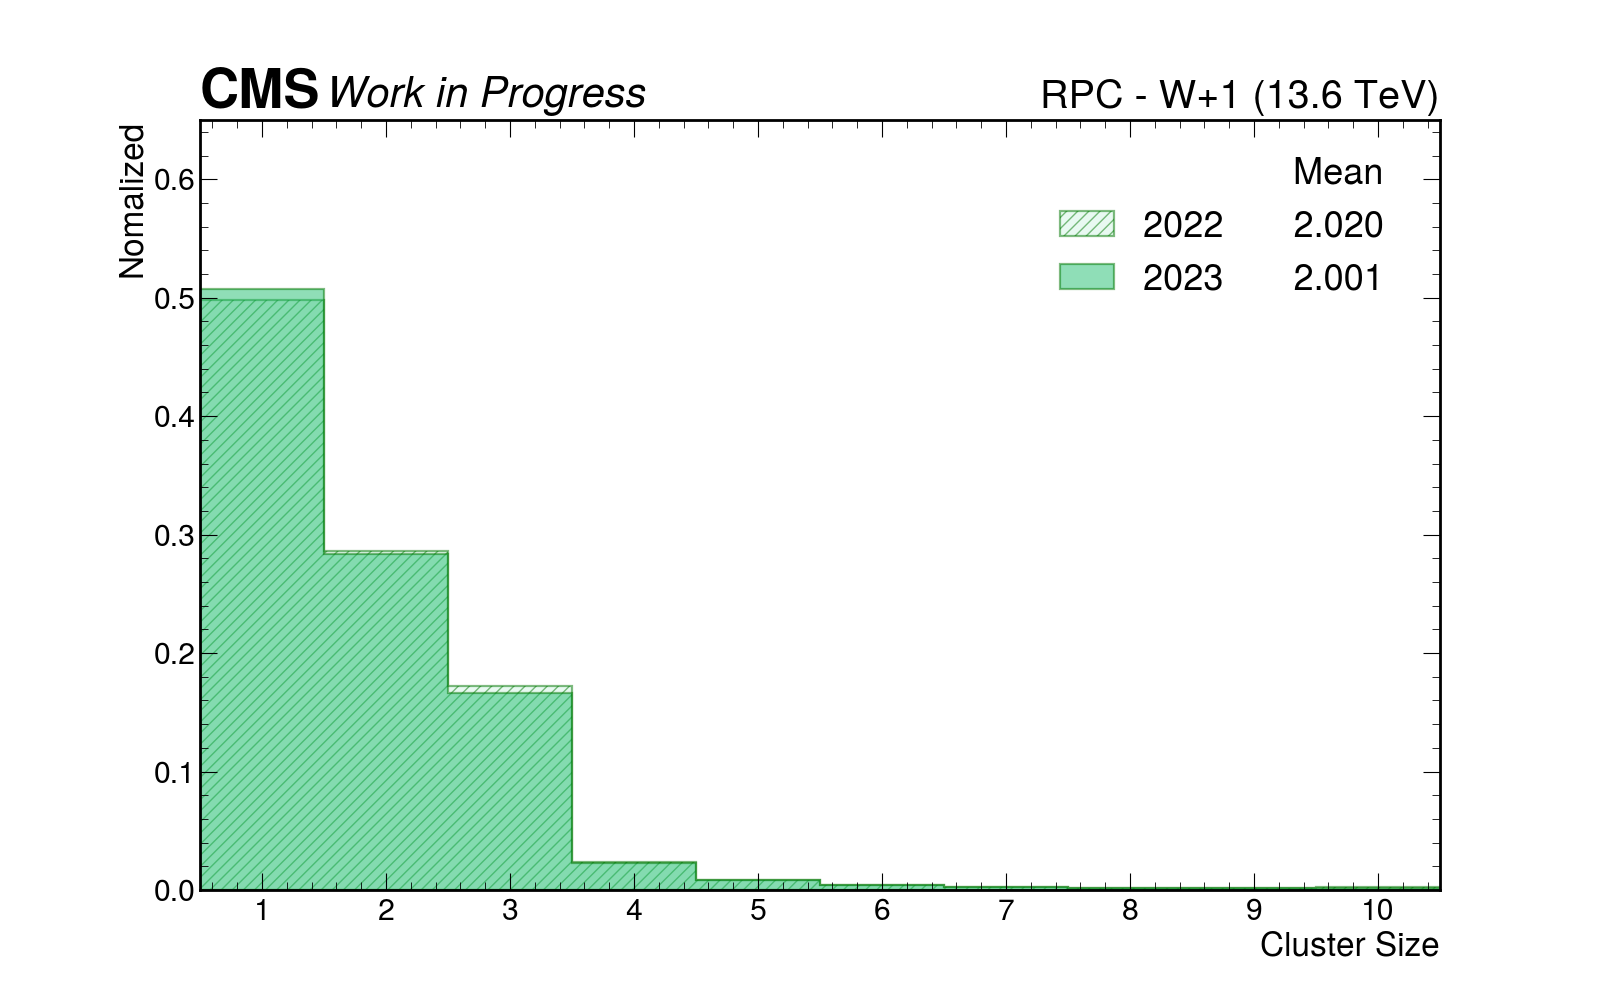 CMS Work in Progress
RPC - W+1 (13.6 TeV)
Nomalized
Mean
2022 2.020
2023 2.001
0.6
0.5
0.4
0.3
0.2
0.1
0.0
1 2 3 4 5 6 7 8 9 10
Cluster Size